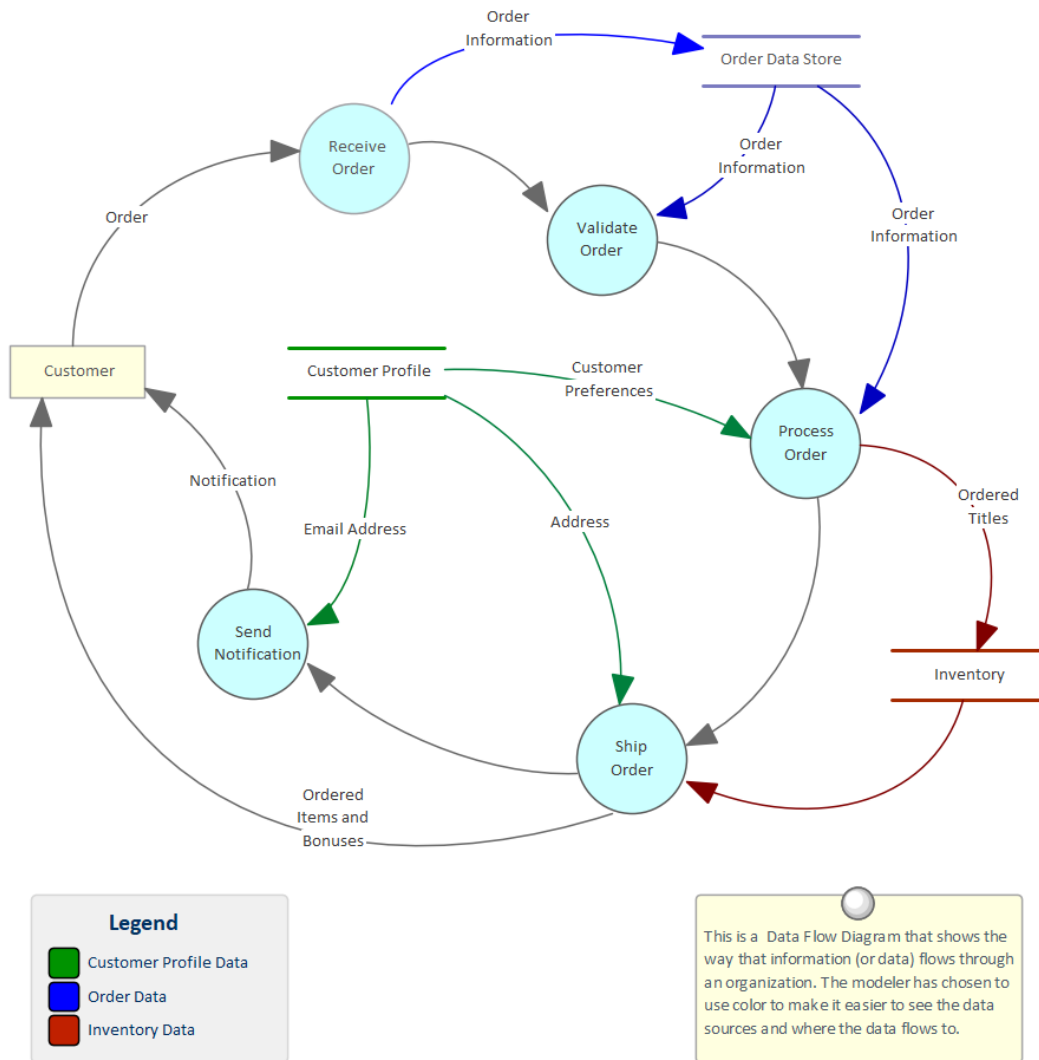 Order
Information
Order Data Store
Receive
Order
Order
Information
Order
Validate
Order
Order
Information
Customer
Customer Profile
Customer
Preferences
Process
Order
Notification
Email Address
Address
Ordered
Titles
Send
Notification
Inventory
Ship
Order
Ordered
Items and
Bonuses
Legend
Customer Profile Data
Order Data
Inventory Data
This is a Data Flow Diagram that shows the
way that information (or data) flows through
an organization. The modeler has chosen to
use color to make it easier to see the data
sources and where the data flows to.